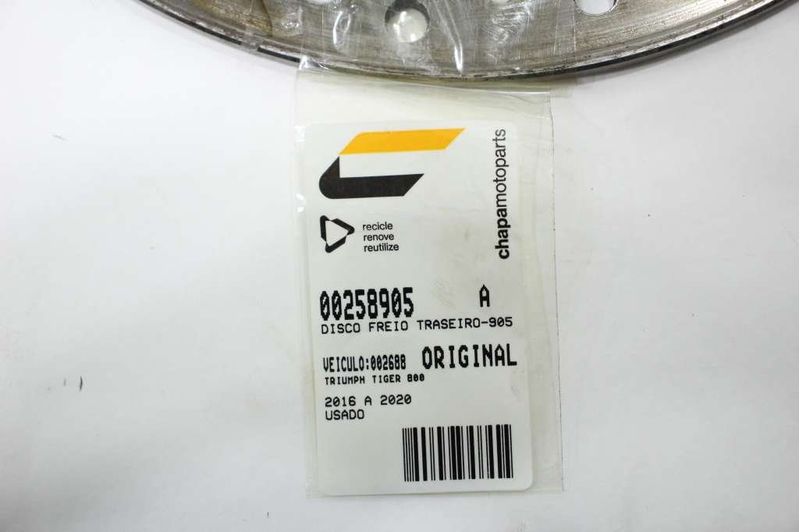 chapamotoparts
recicle
renove
reutilize
00258905 A
DISCO FREIO TRASEIRO-905
VEICULO:002688 ORIGINAL
TRIUMPH TIGER 800
2016 A 2020
USADO